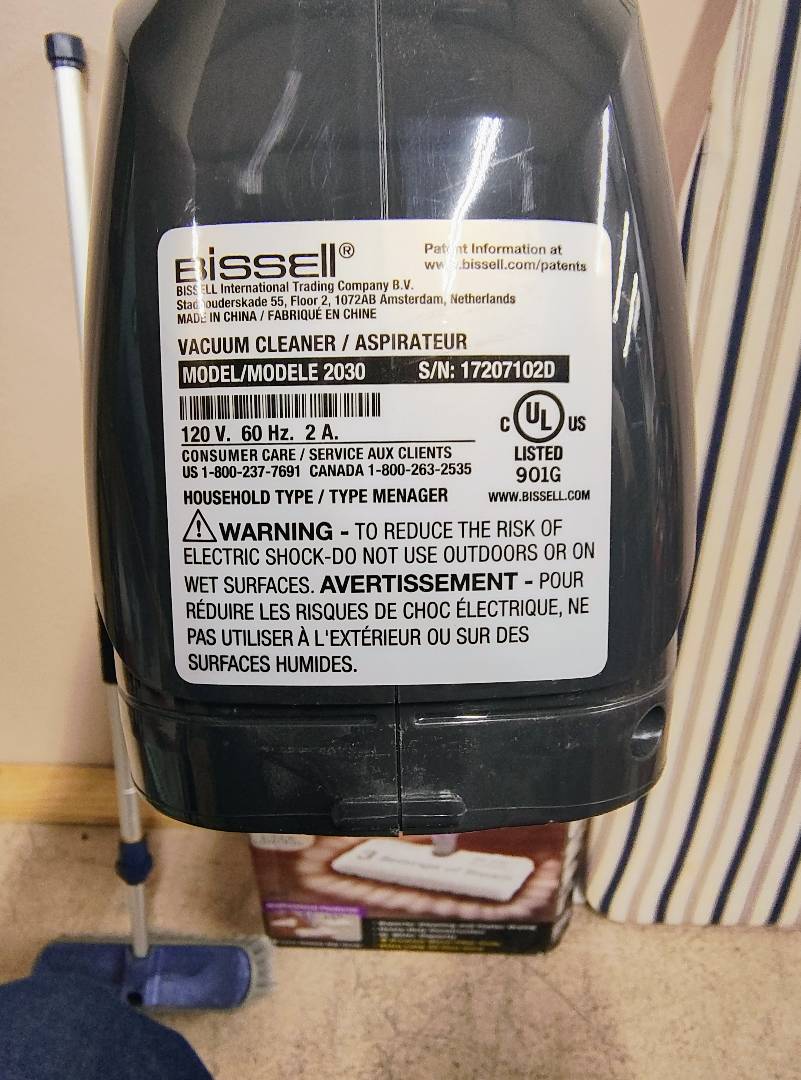 BISSELL®
Patent Information at
www.bissell.com/patents
BISSELL International Trading Company B.V.
Stadhouderskade 55, Floor 2, 1072AB Amsterdam, Netherlands
MADE IN CHINA / FABRIQUÉ EN CHINE
VACUUM CLEANER / ASPIRATEUR
MODEL/MODELE 2030 S/N: 17207102D
120 V. 60 Hz. 2 A.
C UL US
LISTED
901G
CONSUMER CARE / SERVICE AUX CLIENTS
US 1-800-237-7691 CANADA 1-800-263-2535
HOUSEHOLD TYPE / TYPE MENAGER
WWW.BISSELL.COM
WARNING - TO REDUCE THE RISK OF
ELECTRIC SHOCK-DO NOT USE OUTDOORS OR ON
WET SURFACES. AVERTISSEMENT - POUR
RÉDUIRE LES RISQUES DE CHOC ÉLECTRIQUE, NE
PAS UTILISER À L'EXTÉRIEUR OU SUR DES
SURFACES HUMIDES.